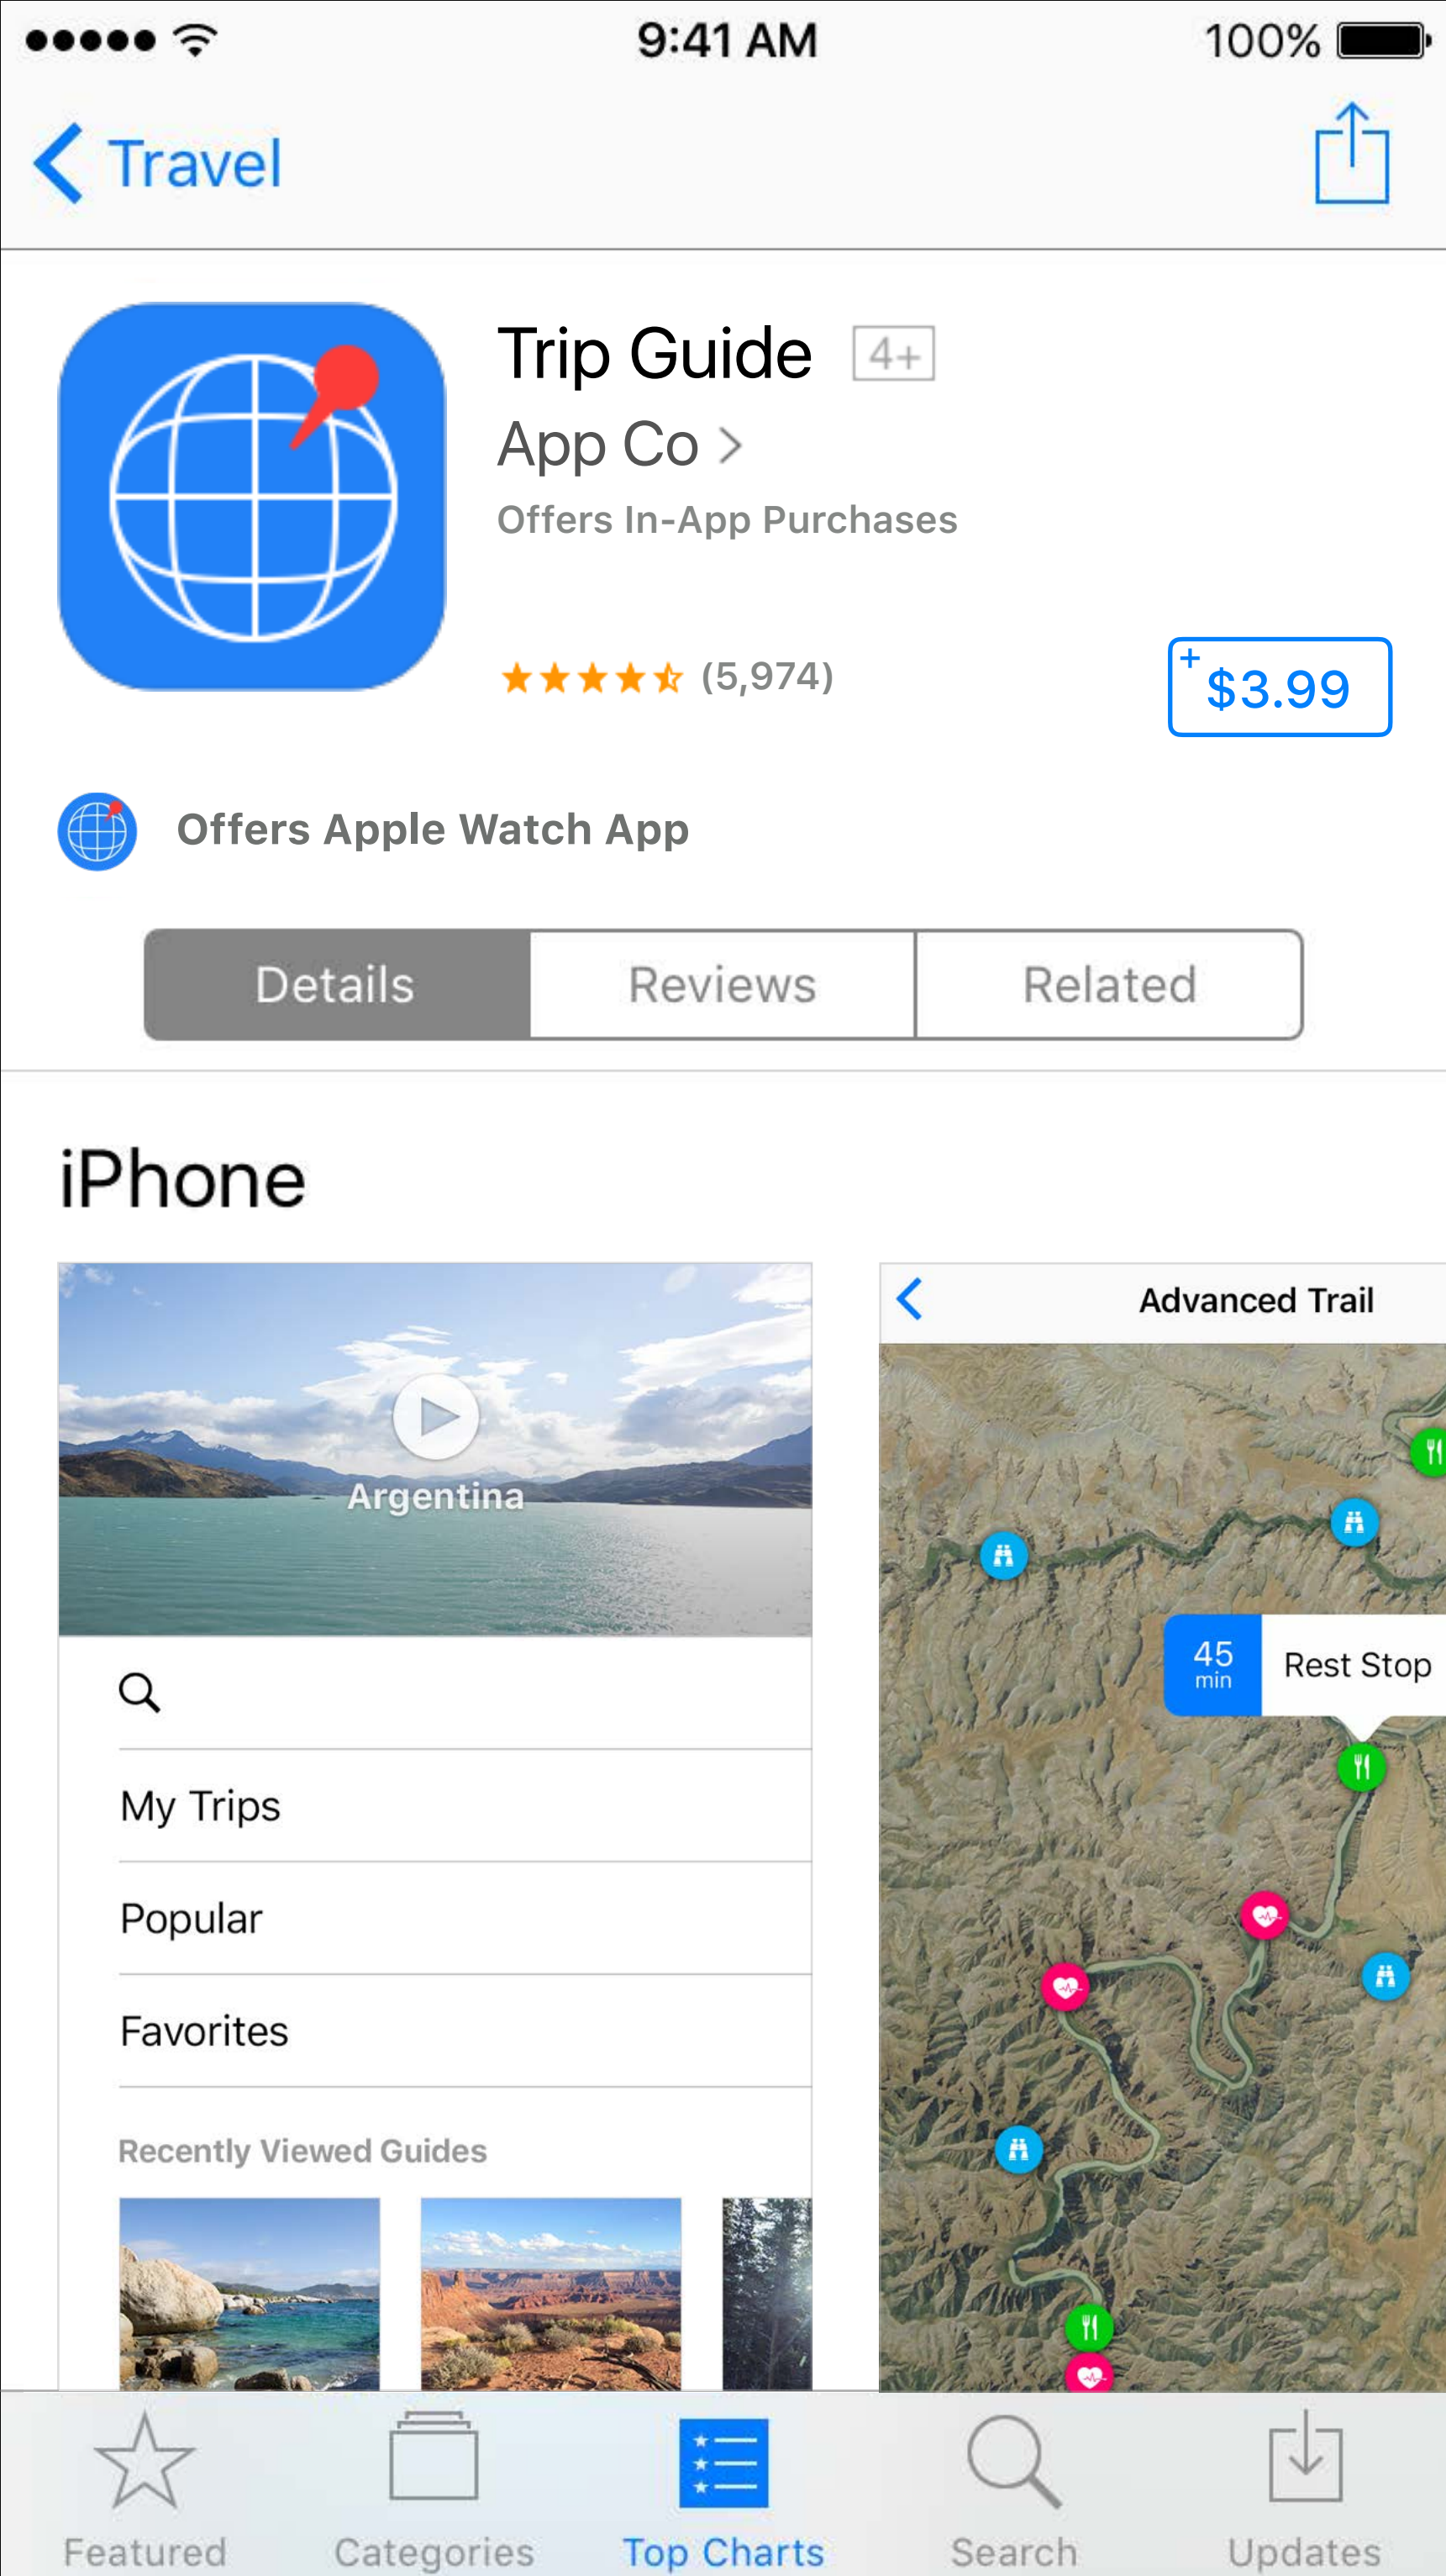 9:41 AM
100%
Travel
Trip Guide 4+
App Co >
Offers In-App Purchases
(5,974)
+ $3.99
Offers Apple Watch App
Details
Reviews
Related
iPhone
Argentina
My Trips
Popular
Favorites
Recently Viewed Guides
Advanced Trail
45
min
Rest Stop
Featured
Categories
Top Charts
Search
Updates